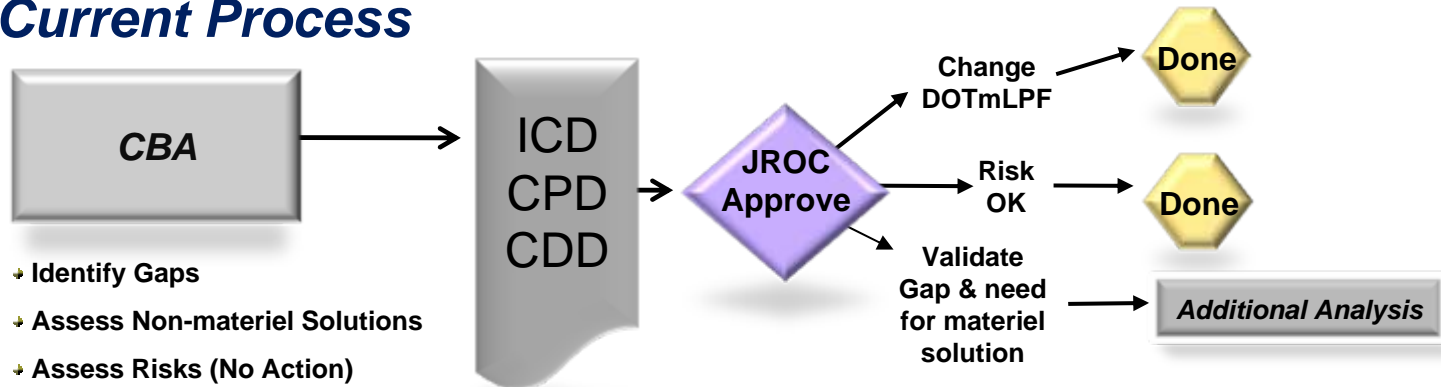 Current Process
CBA
Identify Gaps
Assess Non-materiel Solutions
Assess Risks (No Action)
ICD
CPD
CDD
JROC
Approve
Change
DOTmLPF
Done
Risk
OK
Done
Validate
Gap & need
for materiel
solution
Additional Analysis